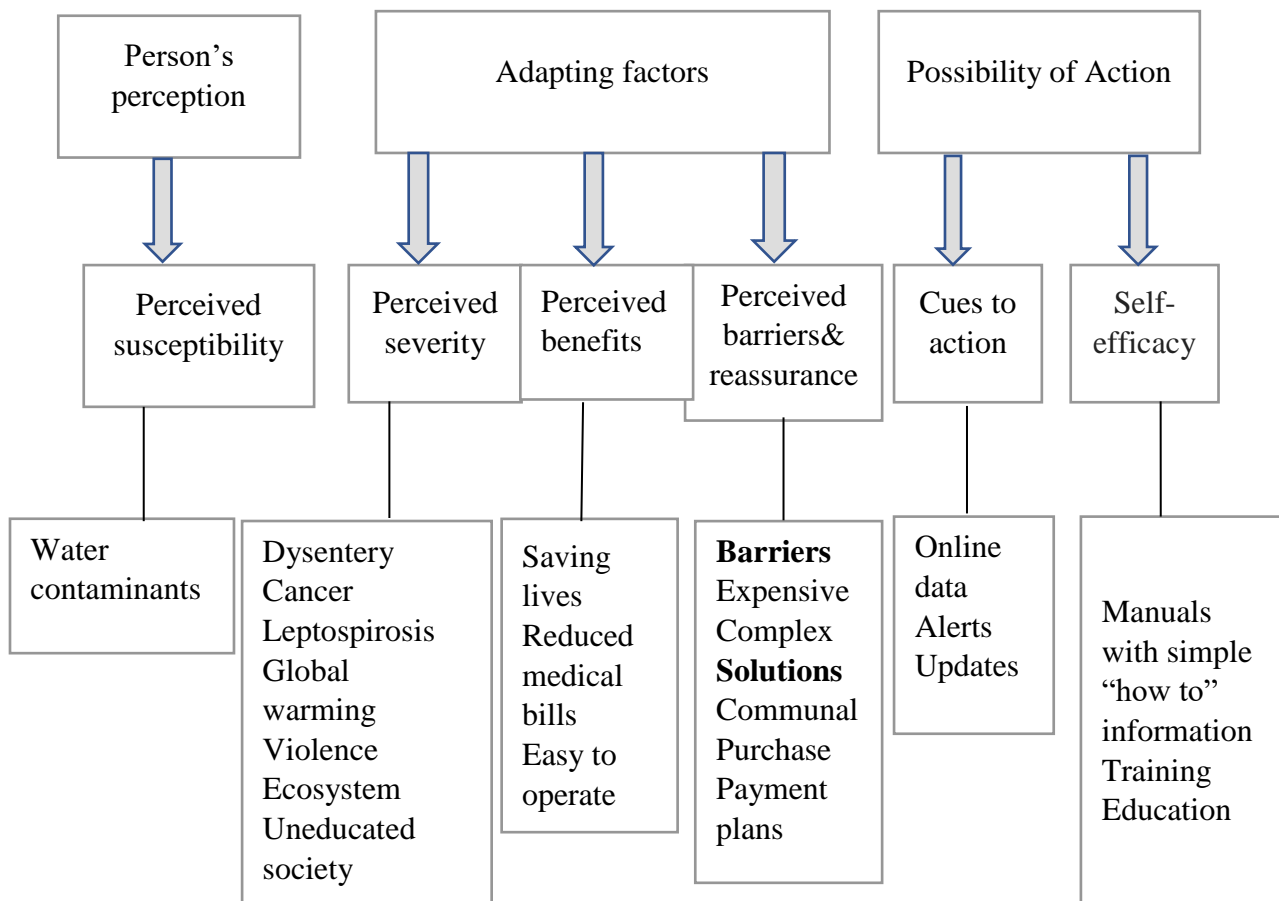 Person’s
perception
Adapting factors
Possibility of Action
Perceived
susceptibility
Perceived
severity
Perceived
benefits
Perceived
barriers&
reassurance
Cues to
action
Self-
efficacy
Water
contaminants
Dysentery
Cancer
Leptospirosis
Global
warming
Violence
Ecosystem
Uneducated
society
Saving
lives
Reduced
medical
bills
Easy to
operate
Barriers
Expensive
Complex
Solutions
Communal
Purchase
Payment
plans
Online
data
Alerts
Updates
Manuals
with simple
“how to”
information
Training
Education